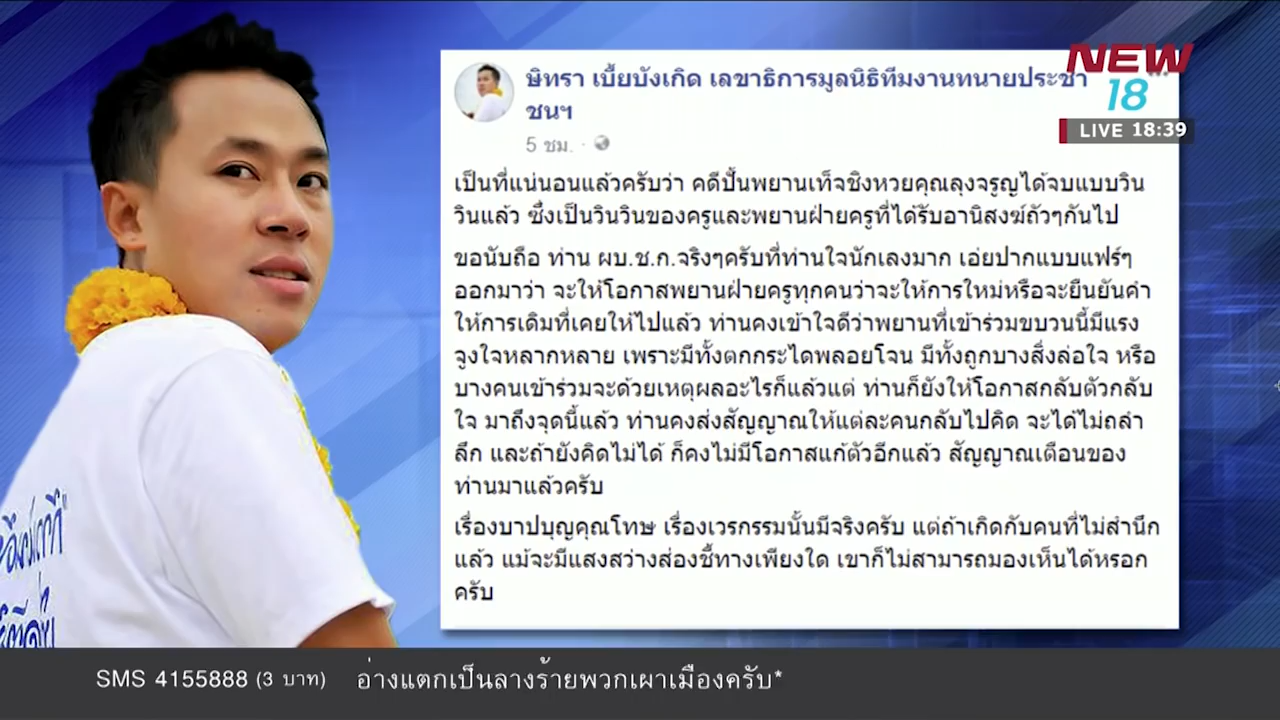 NEW
18
LIVE 18:39
ษิทรา เบี้ยบังเกิด เลขาธิการมูลนิธิทีมงานทนายประชา
ชนฯ
5 ชม. ·
เป็นที่แน่นอนแล้วครับว่า คดีปั้นพยานเท็จชิงหวยคุณลุงจรูญได้จบแบบวิน
วินแล้ว ซึ่งเป็นวินวินของครูและพยานฝ่ายครูที่ได้รับอานิสงฆ์ถัวๆกันไป
ขอนับถือ ท่าน ผบ.ช.ก.จริงๆครับที่ท่านใจนักเลงมาก เอ่ยปากแบบแฟร์ๆ
ออกมาว่า จะให้โอกาสพยานฝ่ายครูทุกคนว่าจะให้การใหม่หรือจะยืนยันคำ
ให้การเดิมที่เคยให้ไปแล้ว ท่านคงเข้าใจดีว่าพยานที่เข้าร่วมขบวนนี้มีแรง
จูงใจหลากหลาย เพราะมีทั้งตกกระไดพลอยโจน มีทั้งถูกบางสิ่งล่อใจ หรือ
บางคนเข้าร่วมจะด้วยเหตุผลอะไรก็แล้วแต่ ท่านก็ยังให้โอกาสกลับตัวกลับ
ใจ มาถึงจุดนี้แล้ว ท่านคงส่งสัญญาณให้แต่ละคนกลับไปคิด จะได้ไม่ถลำ
ลึก และถ้ายังคิดไม่ได้ ก็คงไม่มีโอกาสแก้ตัวอีกแล้ว สัญญาณเตือนของ
ท่านมาแล้วครับ
เรื่องบาปบุญคุณโทษ เรื่องเวรกรรมนั้นมีจริงครับ แต่ถ้าเกิดกับคนที่ไม่สำนึก
แล้ว แม้จะมีแสงสว่างส่องชี้ทางเพียงใด เขาก็ไม่สามารถมองเห็นได้หรอก
ครับ
SMS 4155888 (3 บาท) อ่างแตกเป็นลางร้ายพวกเผาเมืองครับ*